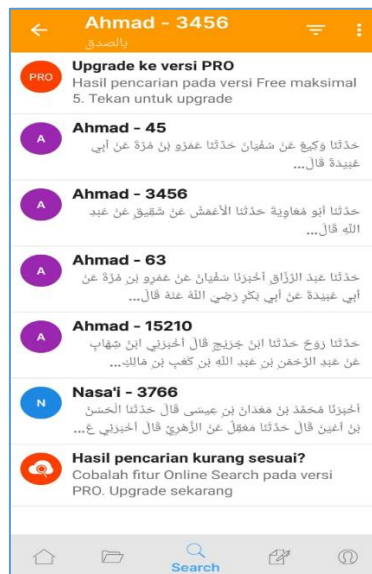 Ahmad - 3456
بالصدق
PRO
Upgrade ke versi PRO
Hasil pencarian pada versi Free maksimal
5. Tekan untuk upgrade
A
Ahmad - 45
حَدَّثَنَا وَكِيعٌ عَنْ سُفْيَانَ حَدَّثَنَا عَمْرُو بْنُ مُرَّةَ عَنْ أَبِي
عُبَيْدَةَ قَالَ...
A
Ahmad - 3456
حَدَّثَنَا أَبُو مُعَاوِيَةَ حَدَّثَنَا الْأَعْمَشُ عَنْ شَقِيقٍ عَنْ عَبْدِ
اللَّهِ قَالَ...
A
Ahmad - 63
حَدَّثَنَا عَبْدُ الرَّزَّاقِ أَخْبَرَنَا سُفْيَانُ عَنْ عَمْرِو بْنِ مُرَّةَ عَنْ
أَبِي عُبَيْدَةَ عَنْ أَبِي بَكْرٍ رَضِيَ اللَّهُ عَنْهُ قَالَ...
A
Ahmad - 15210
حَدَّثَنَا رَوْحٌ حَدَّثَنَا ابْنُ جُرَيْجٍ قَالَ أَخْبَرَنِي ابْنُ شِهَابٍ
عَنْ عَبْدِ الرَّحْمَنِ بْنِ عَبْدِ اللَّهِ بْنِ كَعْبِ بْنِ مَالِكٍ...
N
Nasa'i - 3766
أَخْبَرَنَا مُحَمَّدُ بْنُ مَعْدَانَ بْنِ عِيسَى قَالَ حَدَّثَنَا الْحَسَنُ
بْنُ أَعْيَنَ قَالَ حَدَّثَنَا مَعْقِلٌ عَنْ الزُّهْرِيِّ قَالَ أَخْبَرَنِي عَ...
Hasil pencarian kurang sesuai?
Cobalah fitur Online Search pada versi
PRO. Upgrade sekarang
Search